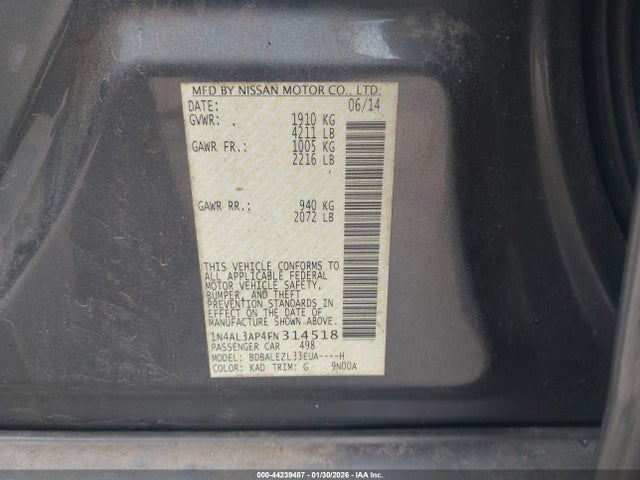 MFD BY NISSAN MOTOR CO., LTD.
DATE: 06/14
GVWR: 1910 KG
4211 LB
GAWR FR.: 1005 KG
2216 LB
GAWR RR.: 940 KG
2072 LB
THIS VEHICLE CONFORMS TO
ALL APPLICABLE FEDERAL
MOTOR VEHICLE SAFETY,
BUMPER, AND THEFT
PREVENTION STANDARDS IN
EFFECT ON THE DATE OF
MANUFACTURE SHOWN ABOVE.
1N4AL3AP4FN314518
PASSENGER CAR 498
MODEL: BDBALEZL33EUA----H
COLOR: KAD TRIM: G 9N00A
000-44239487 - 01/30/2026 - IAA Inc.